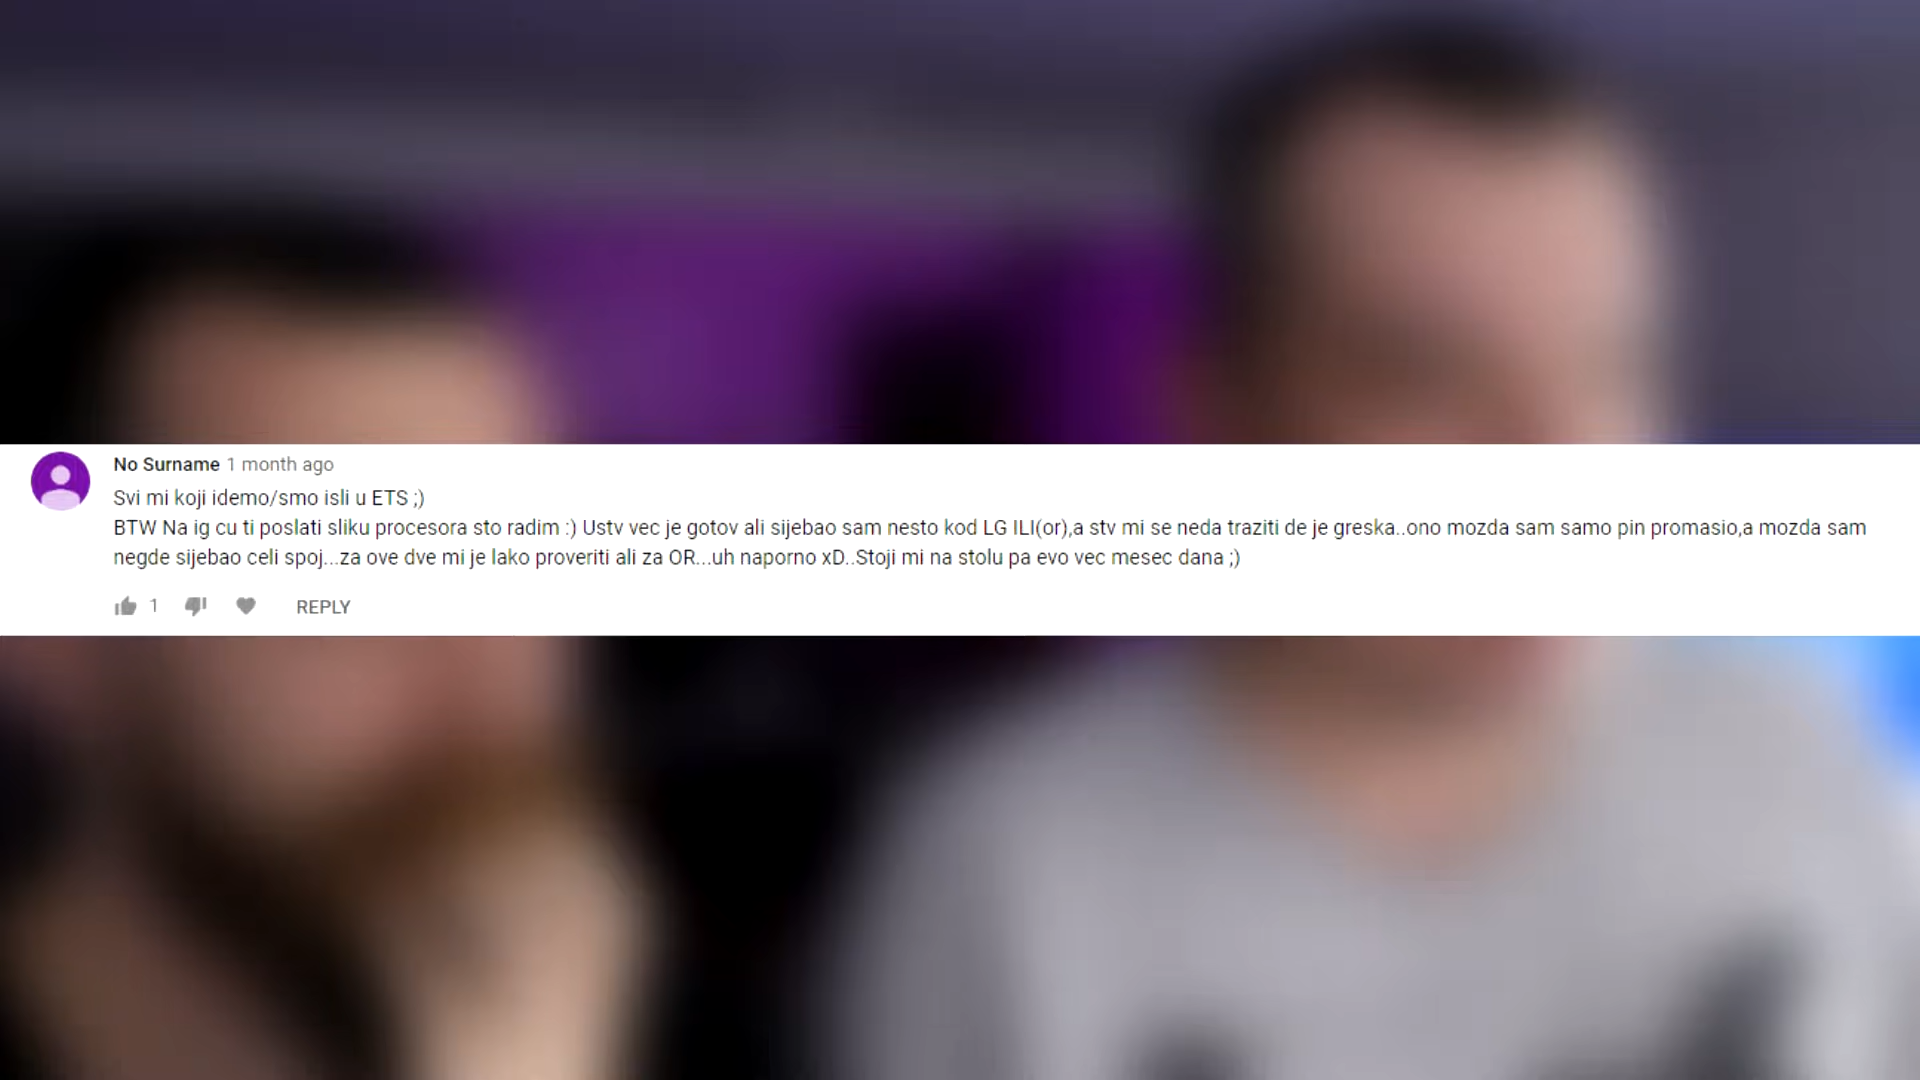 No Surname 1 month ago
Svi mi koji idemo/smo isli u ETS ;)
BTW Na ig cu ti poslati sliku procesora sto radim :) Ustv vec je gotov ali sijebao sam nesto kod LG ILI(or),a stv mi se neda traziti de je greska..ono mozda sam samo pin promasio,a mozda sam
negde sijebao celi spoj...za ove dve mi je lako proveriti ali za OR...uh naporno xD..Stoji mi na stolu pa evo vec mesec dana ;)
1 REPLY